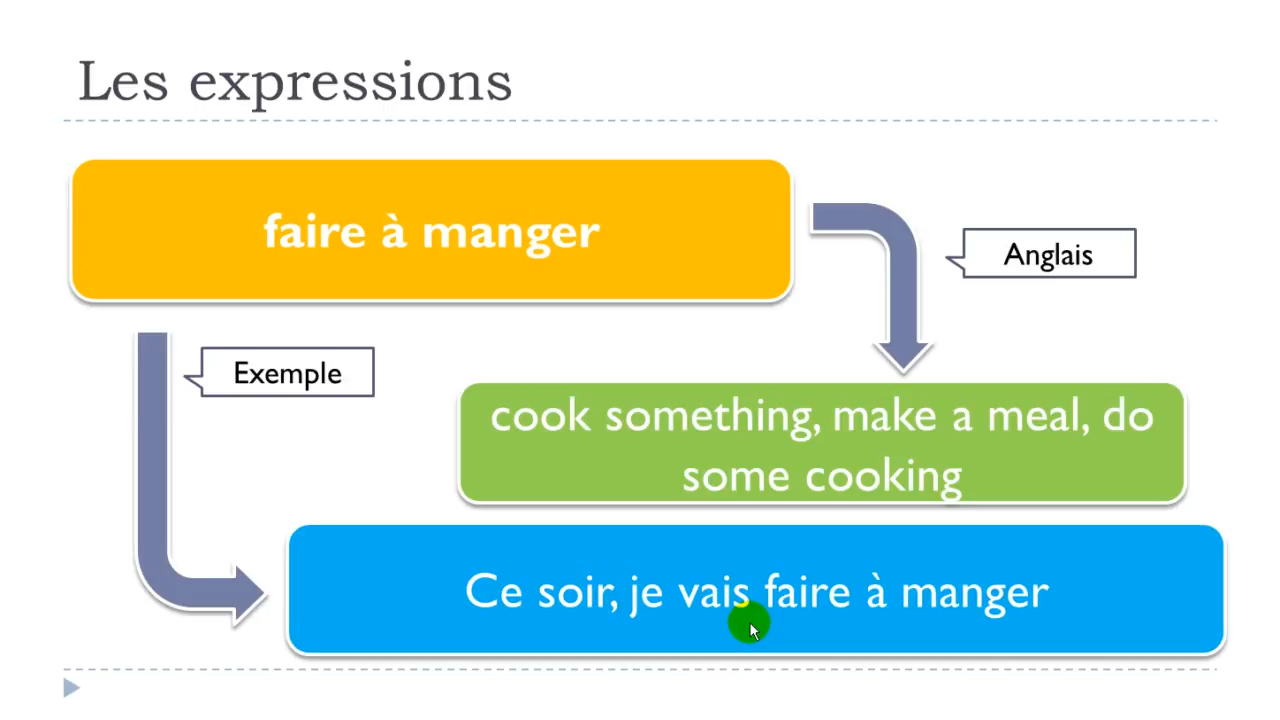 Les expressions
faire à manger
Anglais
Exemple
cook something, make a meal, do
some cooking
Ce soir, je vais faire à manger